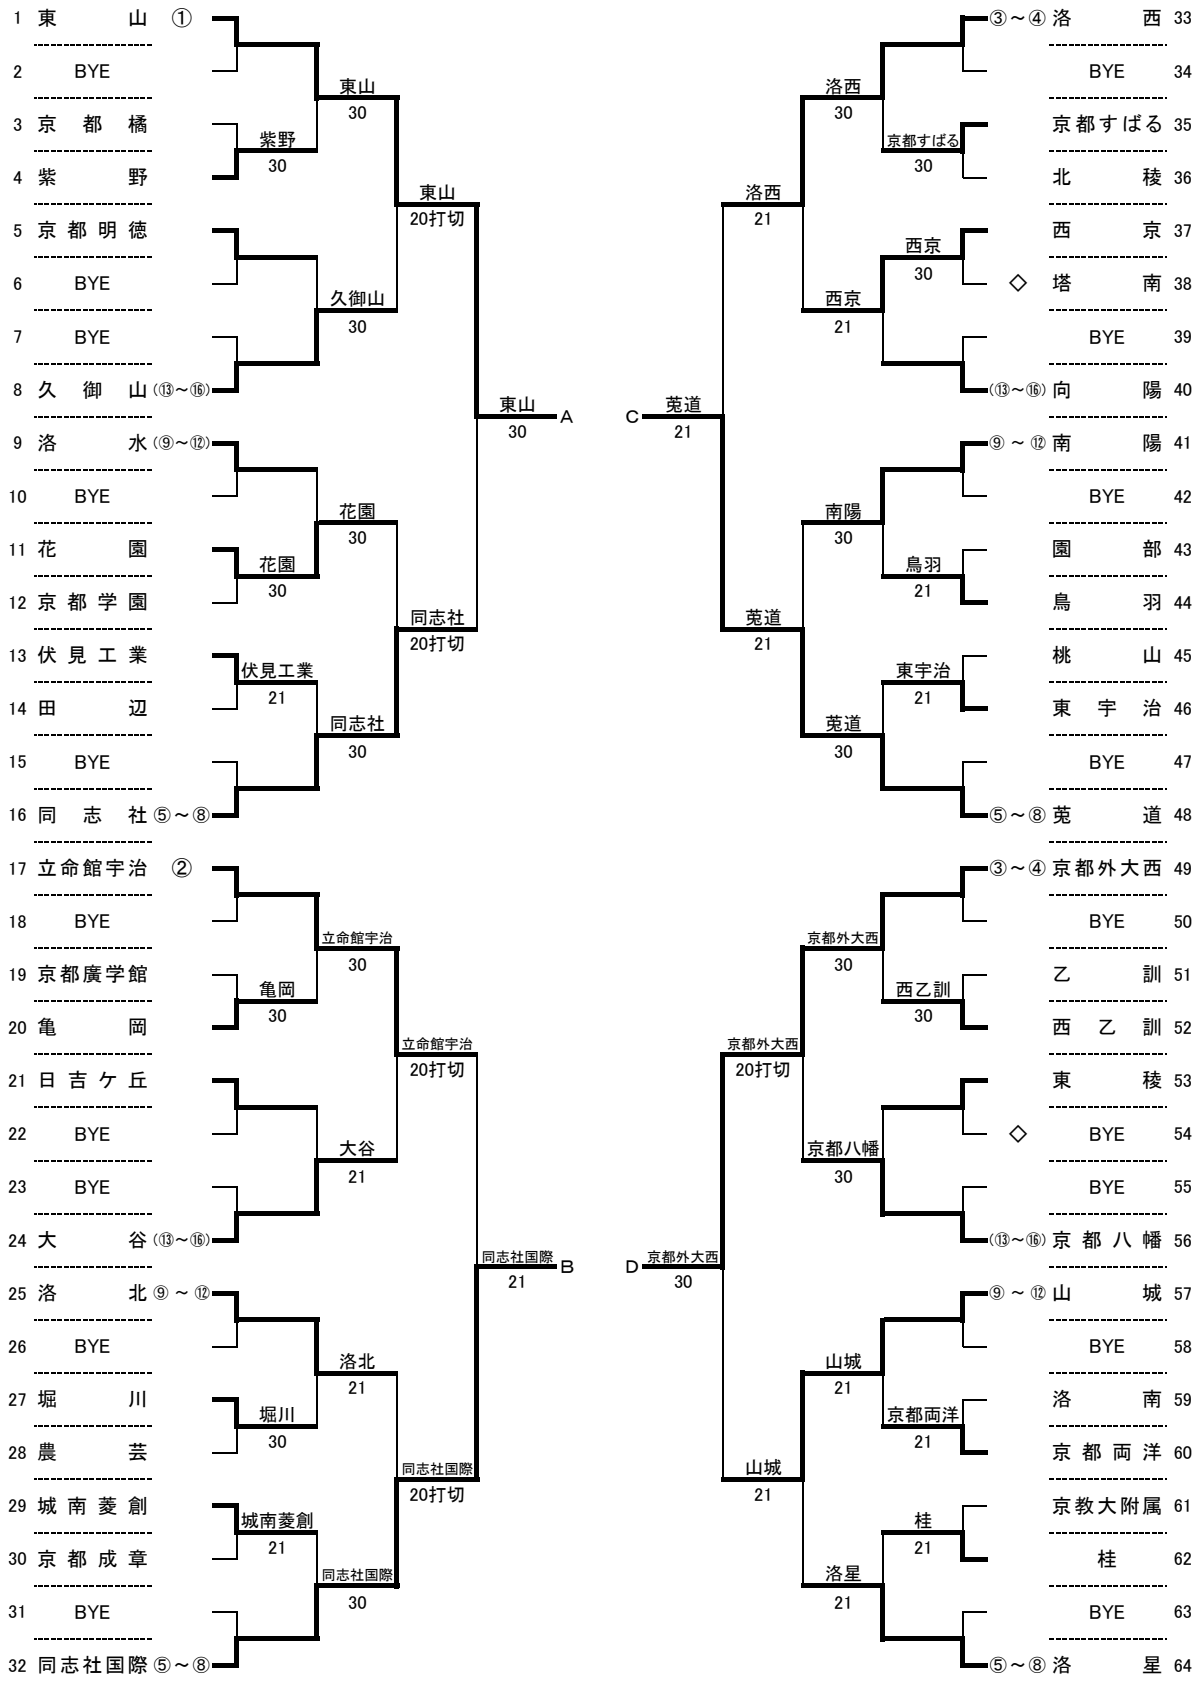 1 東山 ①
2 BYE
3 京都橘
4 紫野
5 京都明徳
6 BYE
7 BYE
8 久御山 (⑬～⑯)
9 洛水 (⑨～⑫)
10 BYE
11 花園
12 京都学園
13 伏見工業
14 田辺
15 BYE
16 同志社 ⑤～⑧
17 立命館宇治 ②
18 BYE
19 京都廣学館
20 亀岡
21 日吉ケ丘
22 BYE
23 BYE
24 大谷 (⑬～⑯)
25 洛北 ⑨～⑫
26 BYE
27 堀川
28 農芸
29 城南菱創
30 京都成章
31 BYE
32 同志社国際 ⑤～⑧
紫野
30
花園
30
伏見工業
21
亀岡
30
堀川
30
城南菱創
21
東山
30
久御山
30
花園
30
同志社
30
立命館宇治
30
大谷
21
洛北
21
同志社国際
30
東山
20打切
同志社
20打切
立命館宇治
20打切
同志社国際
20打切
東山
30
A
同志社国際
21
B
C
菟道
21
D
京都外大西
30
洛西
21
菟道
21
京都外大西
20打切
山城
21
洛西
30
西京
21
南陽
30
菟道
30
京都外大西
30
京都八幡
30
山城
21
洛星
21
京都すばる
30
西京
30
鳥羽
21
東宇治
21
西乙訓
30
京都両洋
21
桂
21
③～④ 洛西 33
BYE 34
京都すばる 35
北稜 36
西京 37
◇ 塔南 38
BYE 39
(⑬～⑯) 向陽 40
⑨～⑫ 南陽 41
BYE 42
園部 43
鳥羽 44
桃山 45
東宇治 46
BYE 47
⑤～⑧ 菟道 48
③～④ 京都外大西 49
BYE 50
乙訓 51
西乙訓 52
東稜 53
◇ BYE 54
BYE 55
(⑬～⑯) 京都八幡 56
⑨～⑫ 山城 57
BYE 58
洛南 59
京都両洋 60
京教大附属 61
桂 62
BYE 63
⑤～⑧ 洛星 64